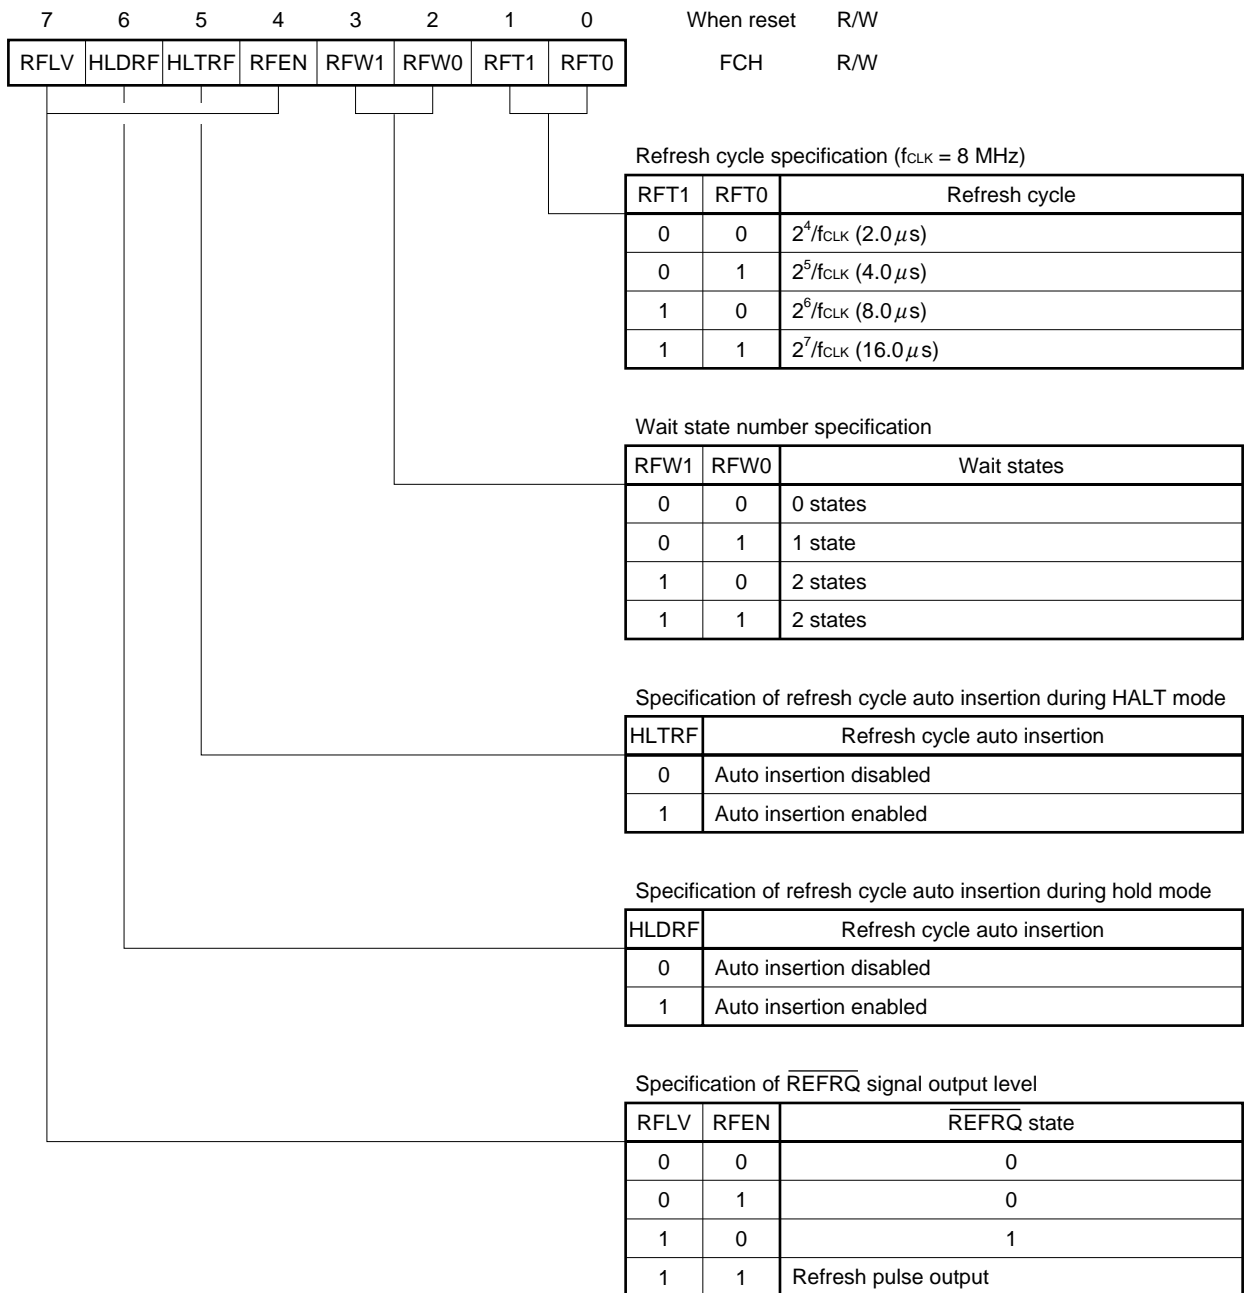 7 6 5 4 3 2 1 0 When reset R/W
RFLV HLDRF HLTRF RFEN RFW1 RFW0 RFT1 RFT0 FCH R/W
Refresh cycle specification (fCLK = 8 MHz)
RFT1 RFT0 Refresh cycle
0 0 2⁴/fCLK (2.0 μs)
0 1 2⁵/fCLK (4.0 μs)
1 0 2⁶/fCLK (8.0 μs)
1 1 2⁷/fCLK (16.0 μs)
Wait state number specification
RFW1 RFW0 Wait states
0 0 0 states
0 1 1 state
1 0 2 states
1 1 2 states
Specification of refresh cycle auto insertion during HALT mode
HLTRF Refresh cycle auto insertion
0 Auto insertion disabled
1 Auto insertion enabled
Specification of refresh cycle auto insertion during hold mode
HLDRF Refresh cycle auto insertion
0 Auto insertion disabled
1 Auto insertion enabled
Specification of R̅E̅F̅R̅Q̅ signal output level
RFLV RFEN R̅E̅F̅R̅Q̅ state
0 0 0
0 1 0
1 0 1
1 1 Refresh pulse output